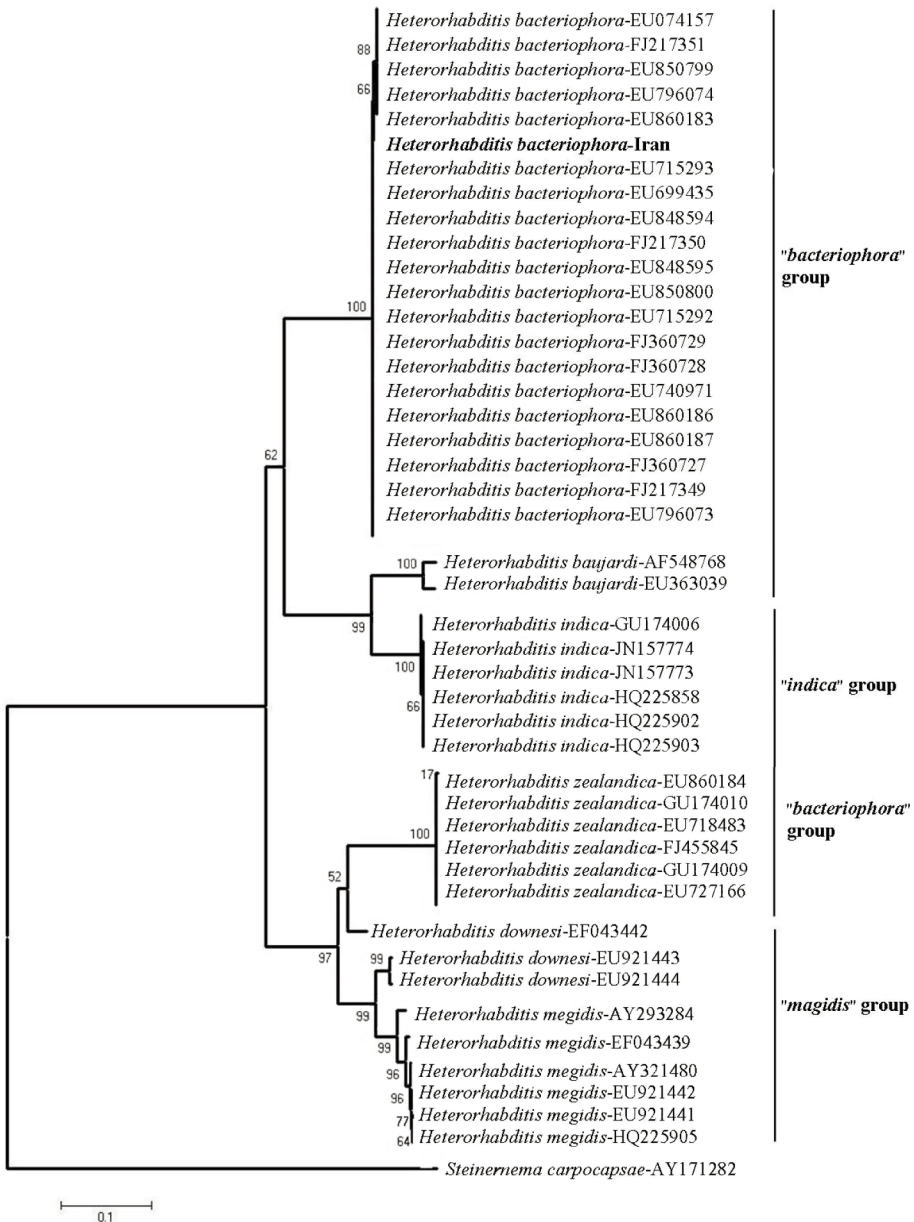 Heterorhabditis bacteriophora-EU074157
88
Heterorhabditis bacteriophora-FJ217351
Heterorhabditis bacteriophora-EU850799
66
Heterorhabditis bacteriophora-EU796074
Heterorhabditis bacteriophora-EU860183
Heterorhabditis bacteriophora-Iran
Heterorhabditis bacteriophora-EU715293
Heterorhabditis bacteriophora-EU699435
Heterorhabditis bacteriophora-EU848594
Heterorhabditis bacteriophora-FJ217350
"bacteriophora"
group
Heterorhabditis bacteriophora-EU848595
Heterorhabditis bacteriophora-EU850800
100
Heterorhabditis bacteriophora-EU715292
Heterorhabditis bacteriophora-FJ360729
Heterorhabditis bacteriophora-FJ360728
Heterorhabditis bacteriophora-EU740971
Heterorhabditis bacteriophora-EU860186
Heterorhabditis bacteriophora-EU860187
62
Heterorhabditis bacteriophora-FJ360727
Heterorhabditis bacteriophora-FJ217349
Heterorhabditis bacteriophora-EU796073
100
Heterorhabditis baujardi-AF548768
Heterorhabditis baujardi-EU363039
99
Heterorhabditis indica-GU174006
Heterorhabditis indica-JN157774
100
Heterorhabditis indica-JN157773
"indica" group
Heterorhabditis indica-HQ225858
66
Heterorhabditis indica-HQ225902
Heterorhabditis indica-HQ225903
17
Heterorhabditis zealandica-EU860184
Heterorhabditis zealandica-GU174010
"bacteriophora"
group
100
Heterorhabditis zealandica-EU718483
Heterorhabditis zealandica-FJ455845
Heterorhabditis zealandica-GU174009
52
Heterorhabditis zealandica-EU727166
Heterorhabditis downesi-EF043442
97
99
Heterorhabditis downesi-EU921443
Heterorhabditis downesi-EU921444
"magidis" group
99
Heterorhabditis megidis-AY293284
99
Heterorhabditis megidis-EF043439
96
Heterorhabditis megidis-AY321480
96
Heterorhabditis megidis-EU921442
77
Heterorhabditis megidis-EU921441
64
Heterorhabditis megidis-HQ225905
Steinernema carpocapsae-AY171282
0.1